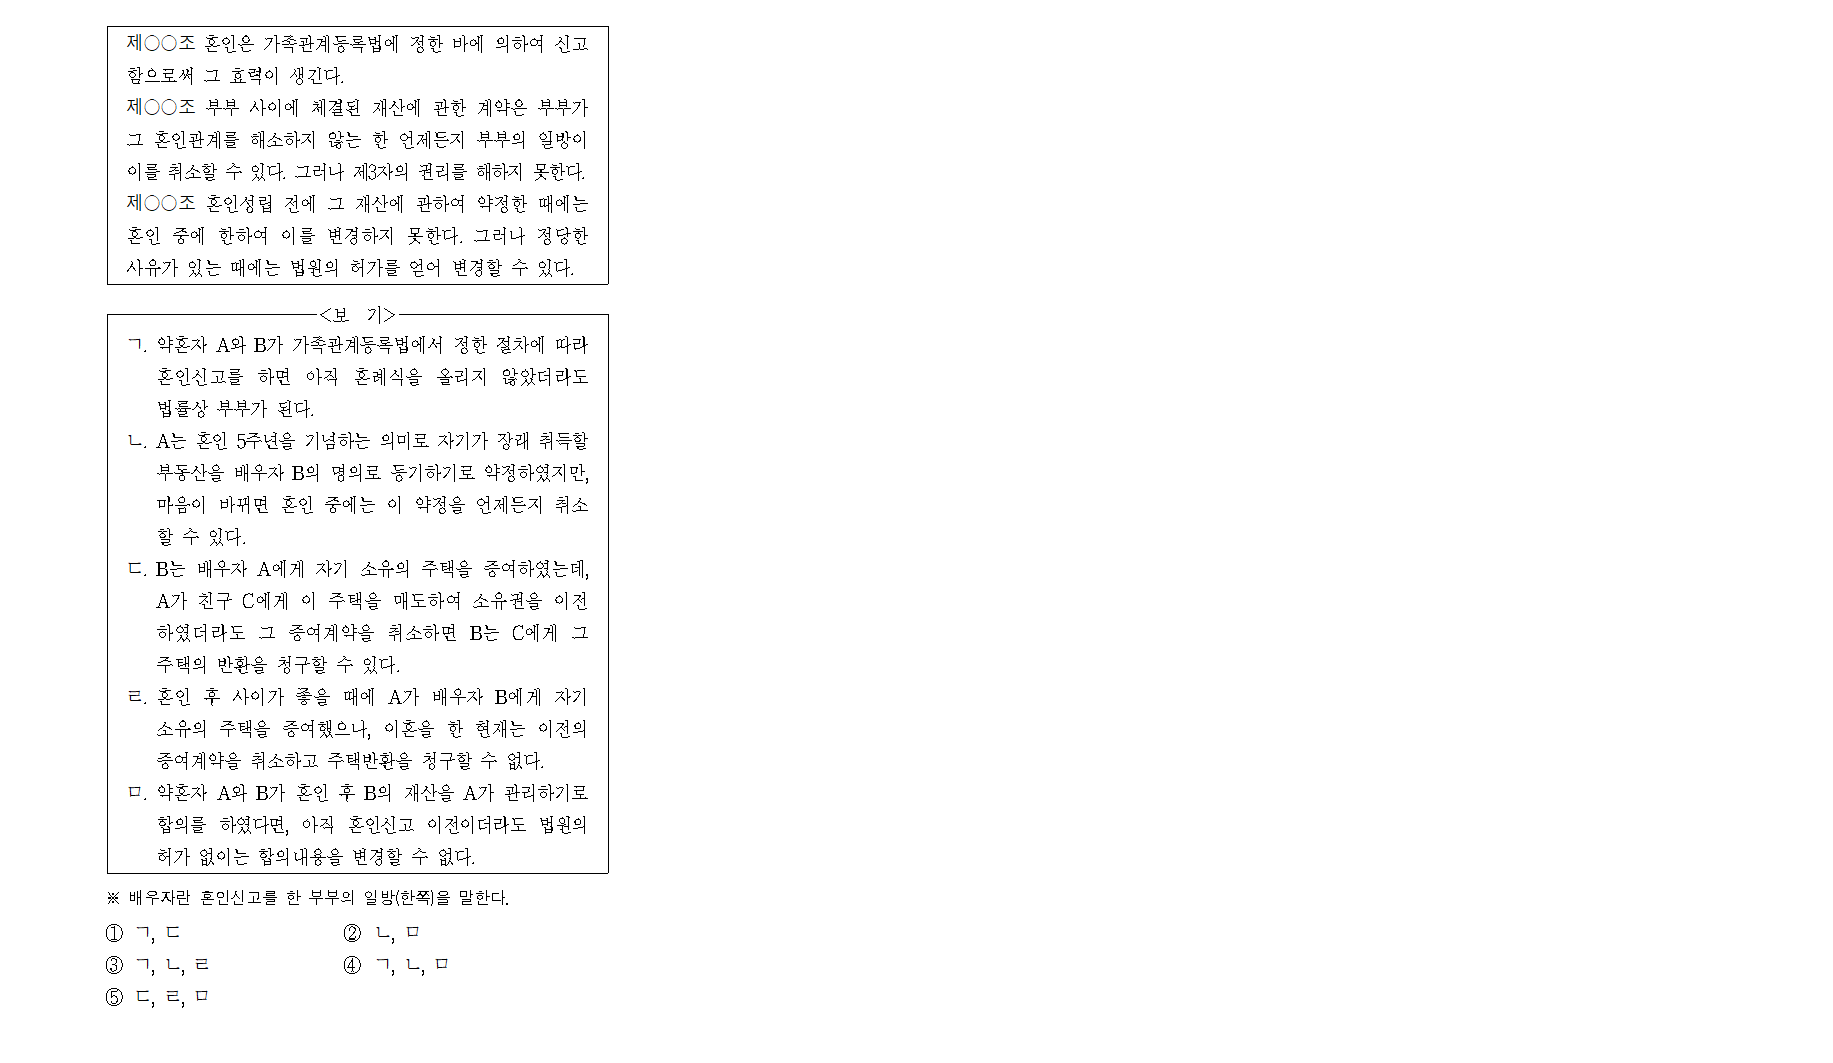 제○○조 혼인은 가족관계등록법에 정한 바에 의하여 신고
함으로써 그 효력이 생긴다.
제○○조 부부 사이에 체결된 재산에 관한 계약은 부부가
그 혼인관계를 해소하지 않는 한 언제든지 부부의 일방이
이를 취소할 수 있다. 그러나 제3자의 권리를 해하지 못한다.
제○○조 혼인성립 전에 그 재산에 관하여 약정한 때에는
혼인 중에 한하여 이를 변경하지 못한다. 그러나 정당한
사유가 있는 때에는 법원의 허가를 얻어 변경할 수 있다.
<보 기>
ㄱ. 약혼자 A와 B가 가족관계등록법에서 정한 절차에 따라
혼인신고를 하면 아직 혼례식을 올리지 않았더라도
법률상 부부가 된다.
ㄴ. A는 혼인 5주년을 기념하는 의미로 자기가 장래 취득할
부동산을 배우자 B의 명의로 등기하기로 약정하였지만,
마음이 바뀌면 혼인 중에는 이 약정을 언제든지 취소
할 수 있다.
ㄷ. B는 배우자 A에게 자기 소유의 주택을 증여하였는데,
A가 친구 C에게 이 주택을 매도하여 소유권을 이전
하였더라도 그 증여계약을 취소하면 B는 C에게 그
주택의 반환을 청구할 수 있다.
ㄹ. 혼인 후 사이가 좋을 때에 A가 배우자 B에게 자기
소유의 주택을 증여했으나, 이혼을 한 현재는 이전의
증여계약을 취소하고 주택반환을 청구할 수 없다.
ㅁ. 약혼자 A와 B가 혼인 후 B의 재산을 A가 관리하기로
합의를 하였다면, 아직 혼인신고 이전이더라도 법원의
허가 없이는 합의내용을 변경할 수 없다.
※ 배우자란 혼인신고를 한 부부의 일방(한쪽)을 말한다.
① ㄱ, ㄷ ② ㄴ, ㅁ
③ ㄱ, ㄴ, ㄹ ④ ㄱ, ㄴ, ㅁ
⑤ ㄷ, ㄹ, ㅁ